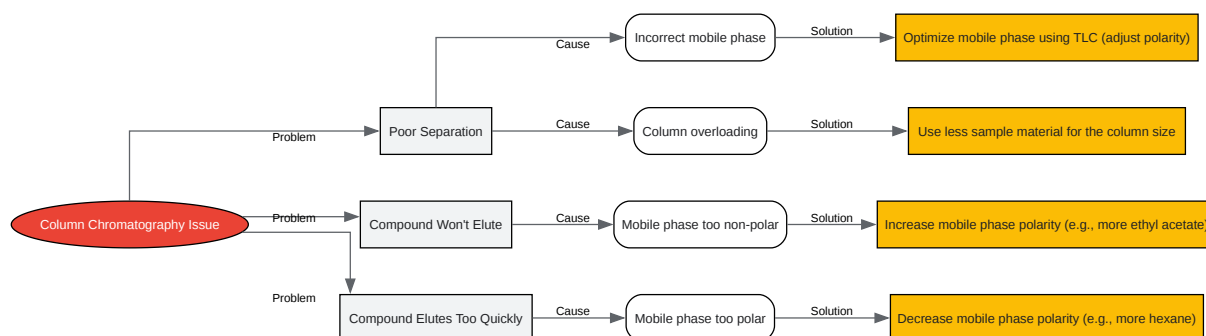 Incorrect mobile phase
Solution
Optimize mobile phase using TLC (adjust polarity)
Cause
Poor Separation
Cause
Column overloading
Solution
Use less sample material for the column size
Problem
Column Chromatography Issue
Problem
Compound Won't Elute
Cause
Mobile phase too non-polar
Solution
Increase mobile phase polarity (e.g., more ethyl acetate)
Problem
Compound Elutes Too Quickly
Cause
Mobile phase too polar
Solution
Decrease mobile phase polarity (e.g., more hexane)